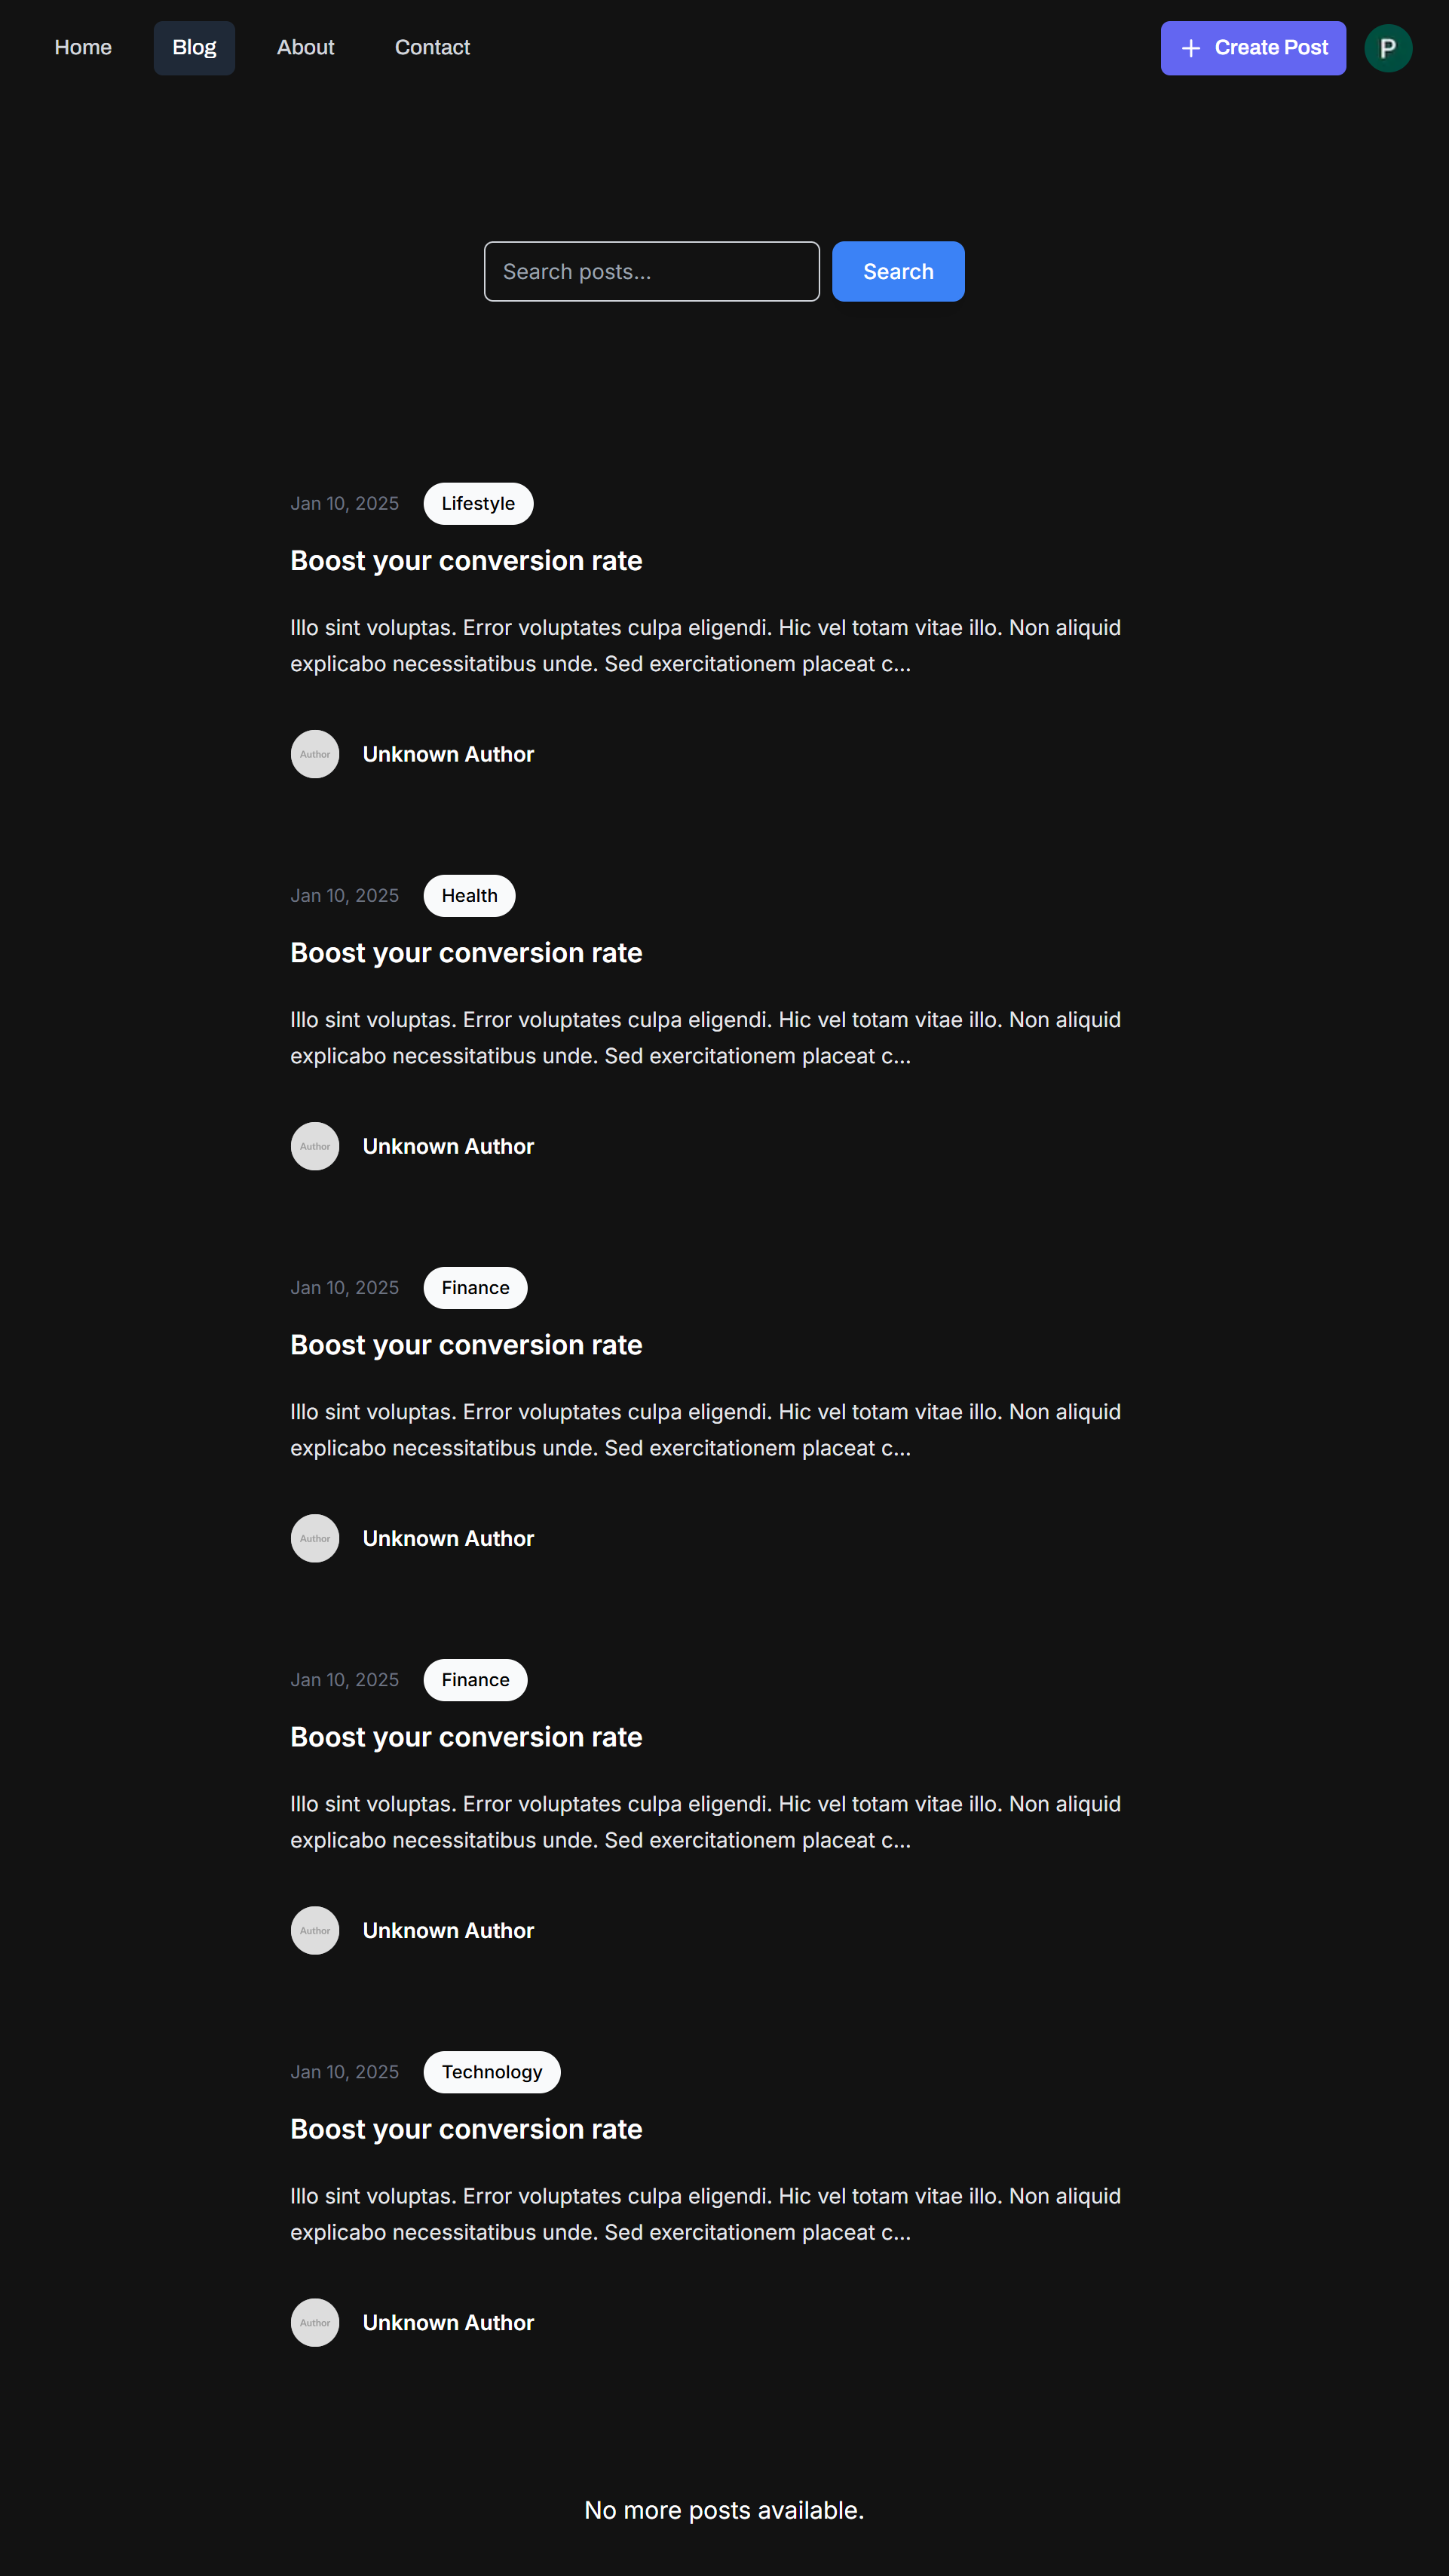 Home Blog About Contact + Create Post P
Search posts... Search
Jan 10, 2025 Lifestyle
Boost your conversion rate
Illo sint voluptas. Error voluptates culpa eligendi. Hic vel totam vitae illo. Non aliquid
explicabo necessitatibus unde. Sed exercitationem placeat c...
Author Unknown Author
Jan 10, 2025 Health
Boost your conversion rate
Illo sint voluptas. Error voluptates culpa eligendi. Hic vel totam vitae illo. Non aliquid
explicabo necessitatibus unde. Sed exercitationem placeat c...
Author Unknown Author
Jan 10, 2025 Finance
Boost your conversion rate
Illo sint voluptas. Error voluptates culpa eligendi. Hic vel totam vitae illo. Non aliquid
explicabo necessitatibus unde. Sed exercitationem placeat c...
Author Unknown Author
Jan 10, 2025 Finance
Boost your conversion rate
Illo sint voluptas. Error voluptates culpa eligendi. Hic vel totam vitae illo. Non aliquid
explicabo necessitatibus unde. Sed exercitationem placeat c...
Author Unknown Author
Jan 10, 2025 Technology
Boost your conversion rate
Illo sint voluptas. Error voluptates culpa eligendi. Hic vel totam vitae illo. Non aliquid
explicabo necessitatibus unde. Sed exercitationem placeat c...
Author Unknown Author
No more posts available.